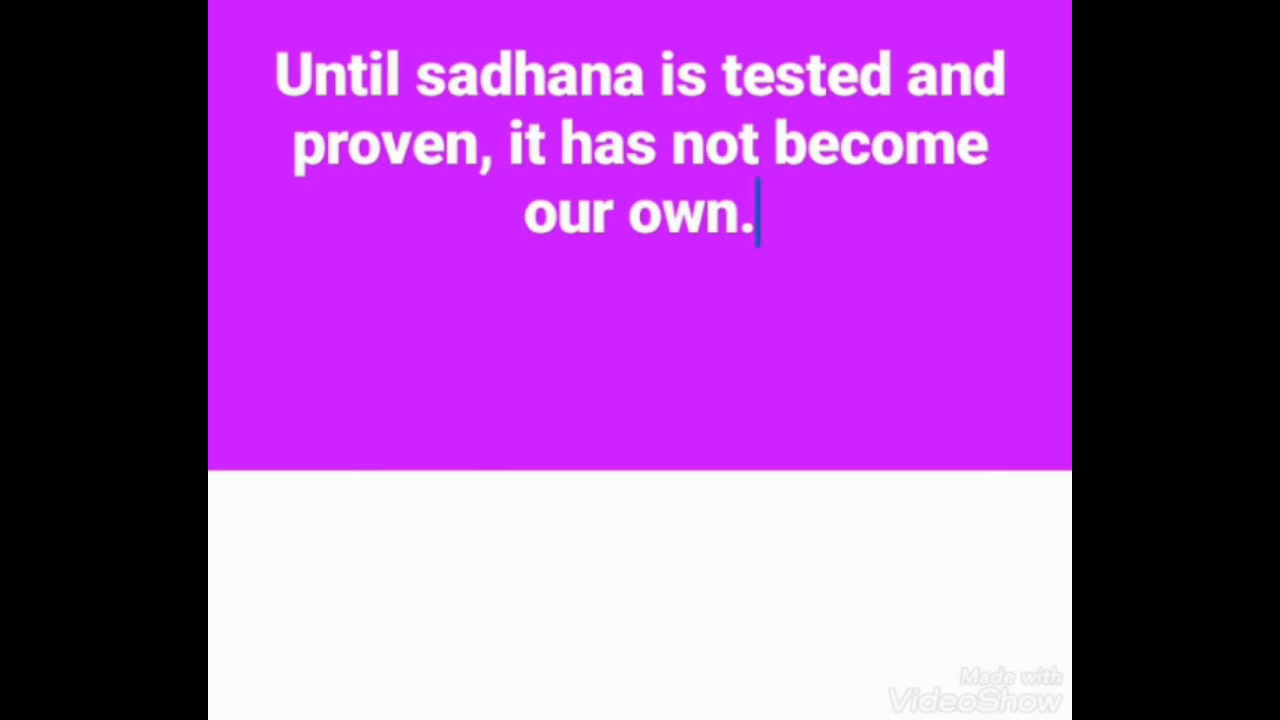 Until sadhana is tested and
proven, it has not become
our own.
Made with
VideoShow